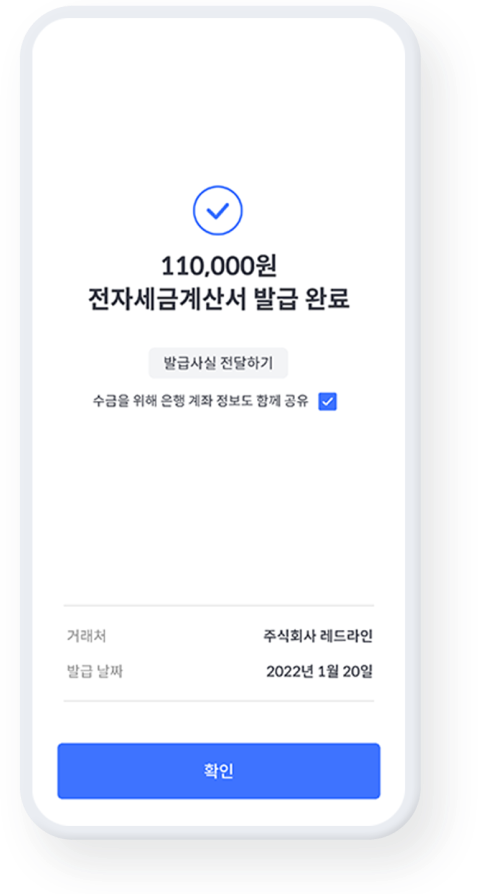 110,000원
전자세금계산서 발급 완료
발급사실 전달하기
수급을 위해 은행 계좌 정보도 함께 공유
거래처 주식회사 레드라인
발급 날짜 2022년 1월 20일
확인